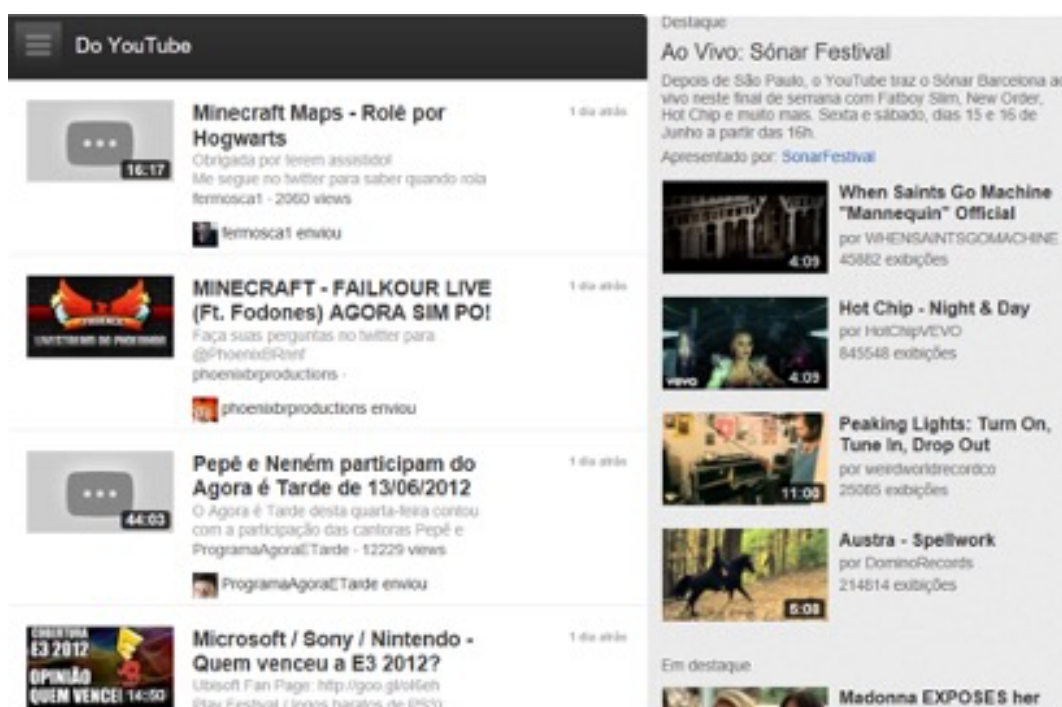 Do YouTube
16:17
Minecraft Maps - Rolê por
Hogwarts
1 dia atrás
Obrigada por terem assistido!
Me segue no twitter para saber quando rola
fermosca1 - 2060 views
fermosca1 enviou
LIVESTREAM DO PHOENINDO
MINECRAFT - FAILKOUR LIVE
(Ft. Fodones) AGORA SIM PO!
1 dia atrás
Faça suas perguntas no twitter para
@PhoenixBRnnf
phoenixbrproductions -
phoenixbrproductions enviou
44:03
Pepê e Neném participam do
Agora é Tarde de 13/06/2012
1 dia atrás
O Agora é Tarde desta quarta-feira contou
com a participação das cantoras Pepê e
ProgramaAgoraETarde - 12229 views
ProgramaAgoraETarde enviou
COBERTURA
E3 2012
OPINIÃO
QUEM VENCE! 14:50
Microsoft / Sony / Nintendo -
Quem venceu a E3 2012?
1 dia atrás
Ubisoft Fan Page:
Play Festival (Jogos baratos de PS3)
Destaque
Ao Vivo: Sónar Festival
Depois de São Paulo, o YouTube traz o Sónar Barcelona ao
vivo neste final de semana com Fatboy Slim, New Order,
Hot Chip e muito mais. Sexta e sábado, dias 15 e 16 de
Junho a partir das 16h.
Apresentado por: SonarFestival
4:09
When Saints Go Machine
"Mannequin" Official
por WHENSAINTSGOMACHINE
45882 exibições
vevo
4:09
Hot Chip - Night & Day
por HotChipVEVO
845548 exibições
11:00
Peaking Lights: Turn On,
Tune In, Drop Out
por weirdworldrecordco
25085 exibições
5:08
Austra - Spellwork
por DominoRecords
214814 exibições
Em destaque
Madonna EXPOSES her